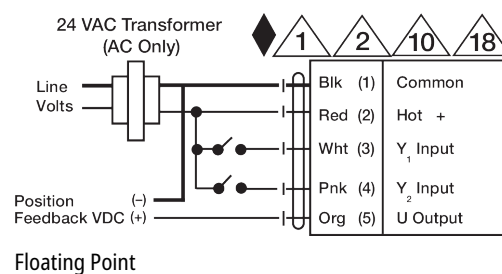 24 VAC Transformer
(AC Only)
1 2 10 18
Line
Volts
Blk (1) Common
Red (2) Hot +
Wht (3) Y1 Input
Pnk (4) Y2 Input
Org (5) U Output
Position (–)
Feedback VDC (+)
Floating Point